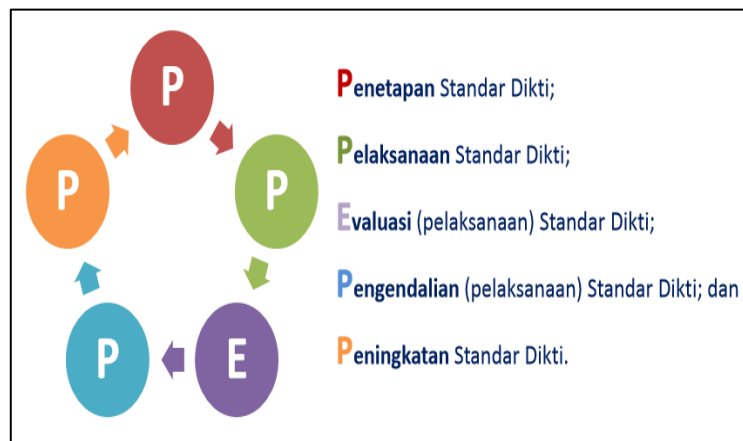 P
P
E
P
P
Penetapan Standar Dikti;
Pelaksanaan Standar Dikti;
Evaluasi (pelaksanaan) Standar Dikti;
Pengendalian (pelaksanaan) Standar Dikti; dan
Peningkatan Standar Dikti.